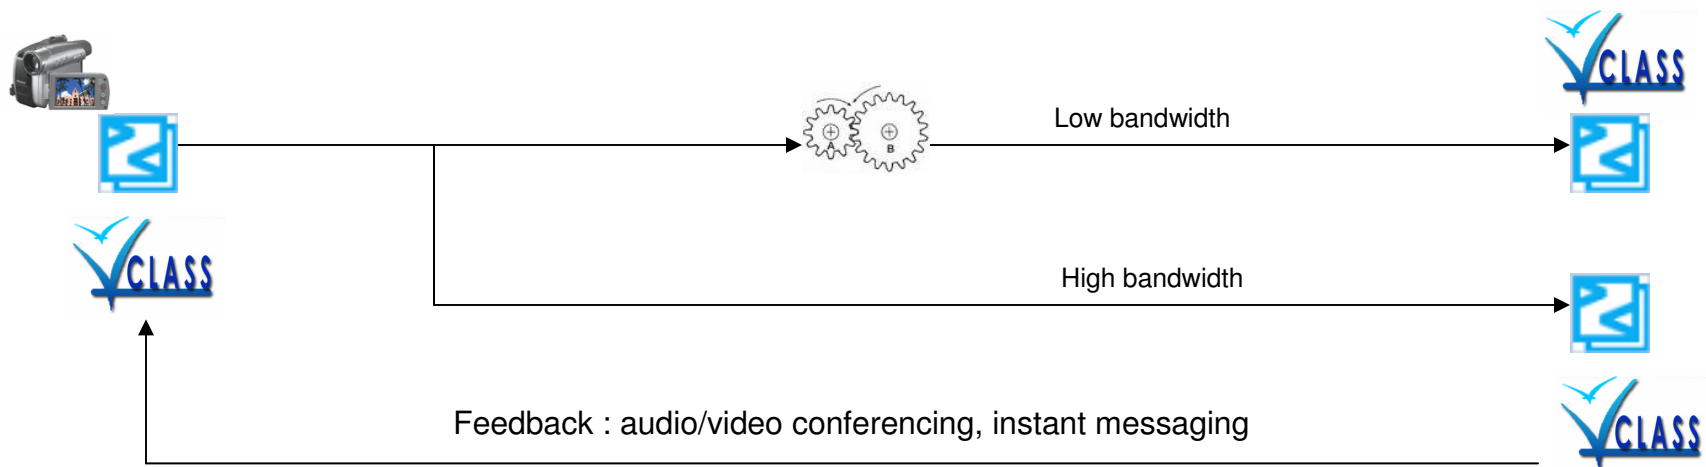 CLASS
Low bandwidth
A B
CLASS
High bandwidth
Feedback : audio/video conferencing, instant messaging
CLASS